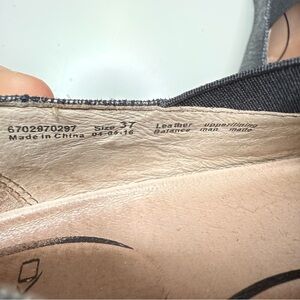 6702970297 Size 37 Leather upper/lining
Made in China 04-05-16 Balance man made